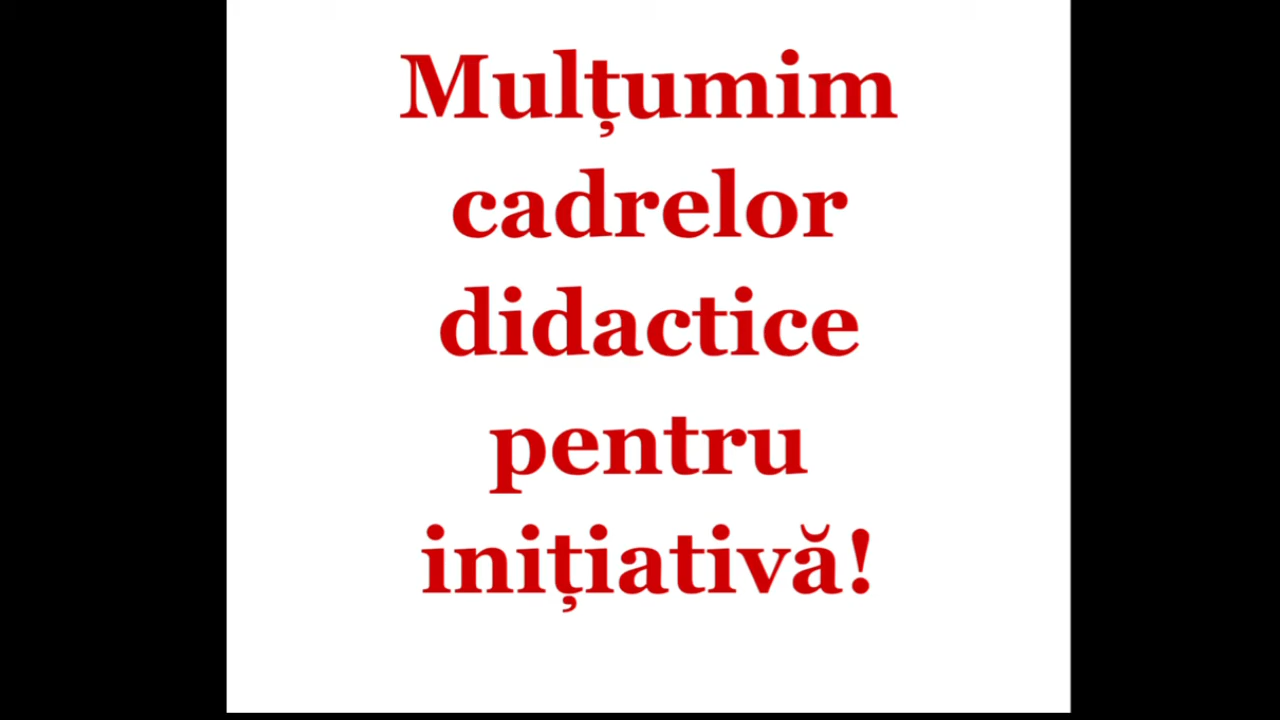 Mulțumim
cadrelor
didactice
pentru
inițiativă!